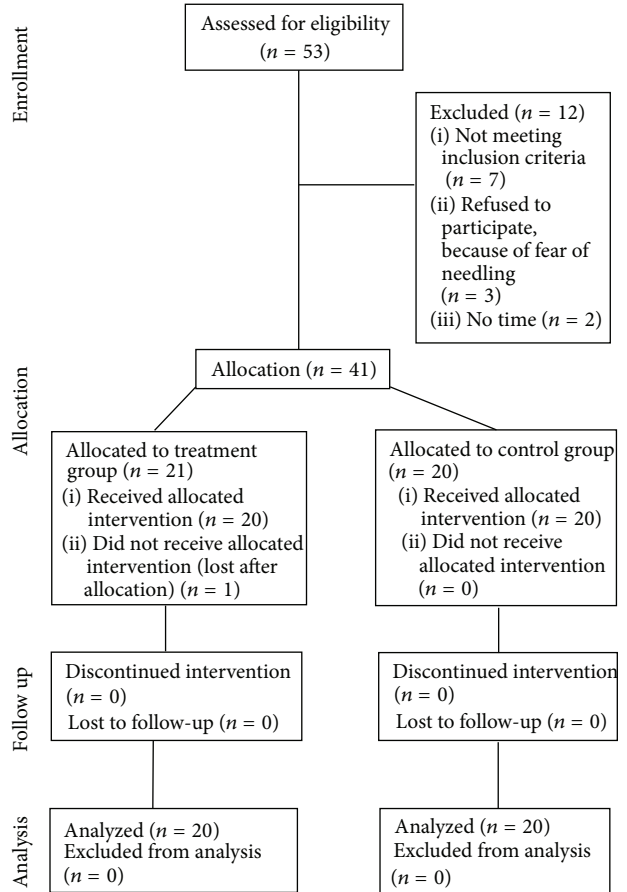 Enrollment
Assessed for eligibility
(n = 53)
Excluded (n = 12)
(i) Not meeting
inclusion criteria
(n = 7)
(ii) Refused to
participate,
because of fear of
needling
(n = 3)
(iii) No time (n = 2)
Allocation
Allocation (n = 41)
Allocated to treatment
group (n = 21)
(i) Received allocated
intervention (n = 20)
(ii) Did not receive allocated
intervention (lost after
allocation) (n = 1)
Allocated to control group
(n = 20)
(i) Received allocated
intervention (n = 20)
(ii) Did not receive
allocated intervention
(n = 0)
Follow up
Discontinued intervention
(n = 0)
Lost to follow-up (n = 0)
Discontinued intervention
(n = 0)
Lost to follow-up (n = 0)
Analysis
Analyzed (n = 20)
Excluded from analysis
(n = 0)
Analyzed (n = 20)
Excluded from analysis
(n = 0)